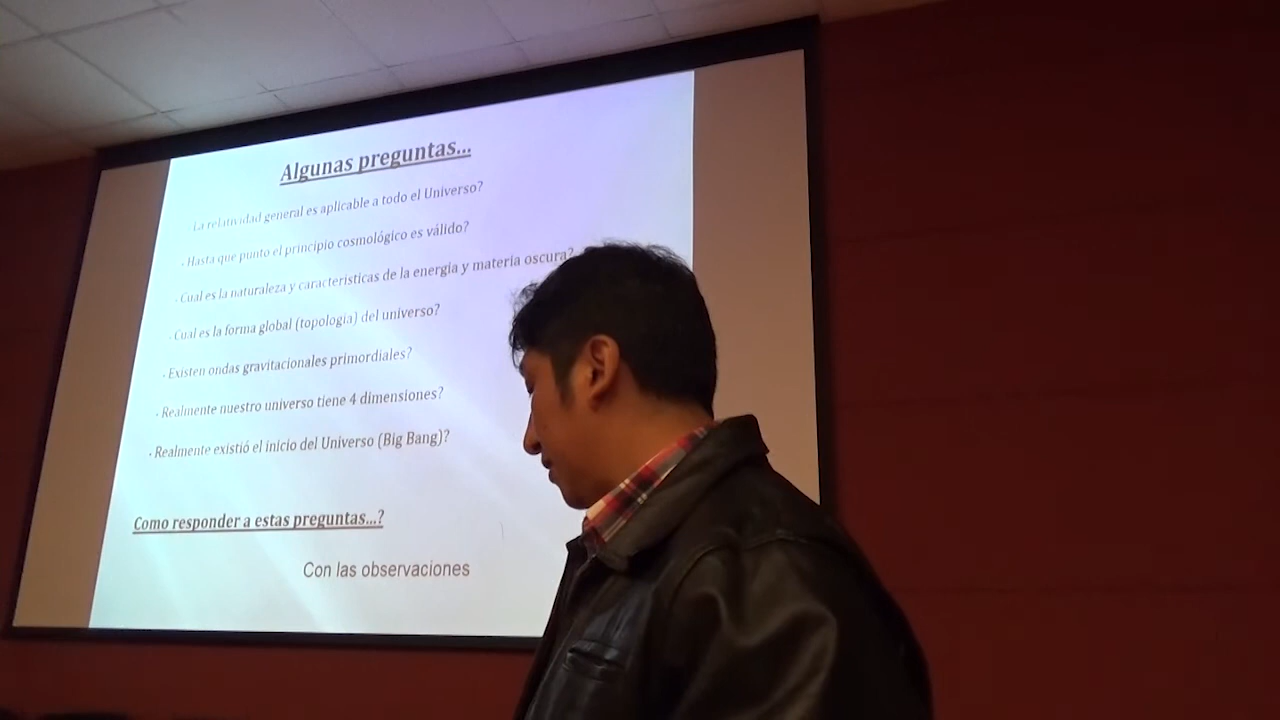 Algunas preguntas...
- La relatividad general es aplicable a todo el Universo?
- Hasta que punto el principio cosmológico es válido?
- Cual es la naturaleza y caracteristicas de la energia y materia oscura?
- Cual es la forma global (topologia) del universo?
- Existen ondas gravitacionales primordiales?
- Realmente nuestro universo tiene 4 dimensiones?
- Realmente existió el inicio del Universo (Big Bang)?
Como responder a estas preguntas...?
Con las observaciones